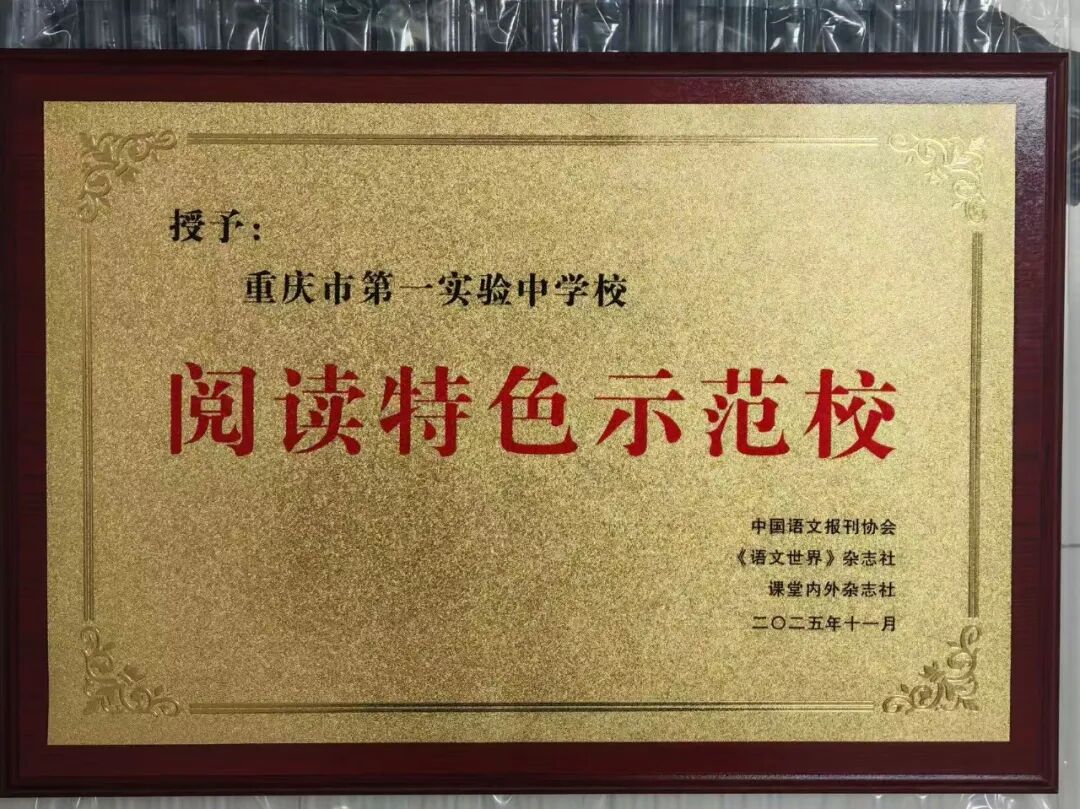 授予：
重庆市第一实验中学校
阅读特色示范校
中国语文报刊协会
《语文世界》杂志社
课堂内外杂志社
二〇二五年十一月